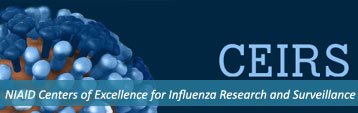 CEIRS
NIAID Centers of Excellence for Influenza Research and Surveillance